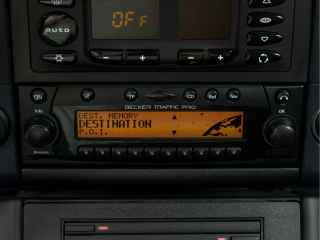 OFF
AUTO
BECKER TRAFFIC PRO
DEST. MEMORY
DESTINATION
P.O.I.